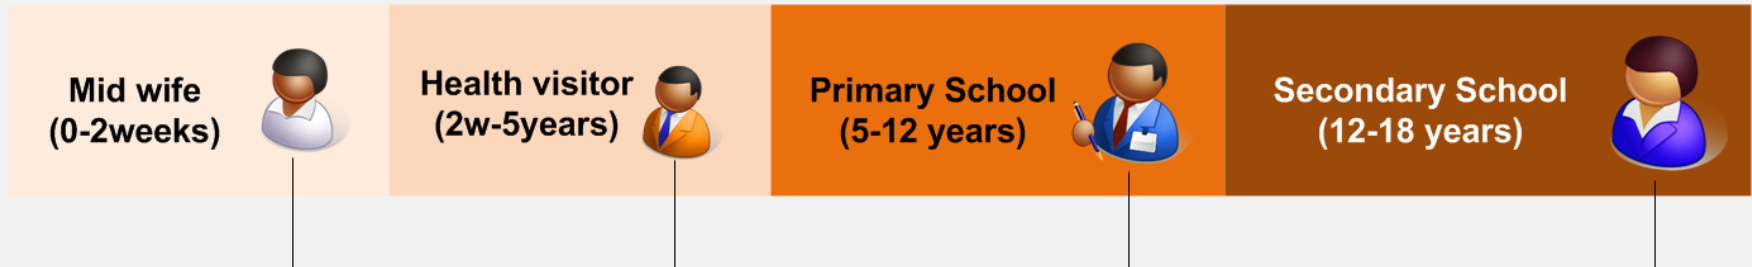 Mid wife
(0-2weeks)
Health visitor
(2w-5years)
Primary School
(5-12 years)
Secondary School
(12-18 years)